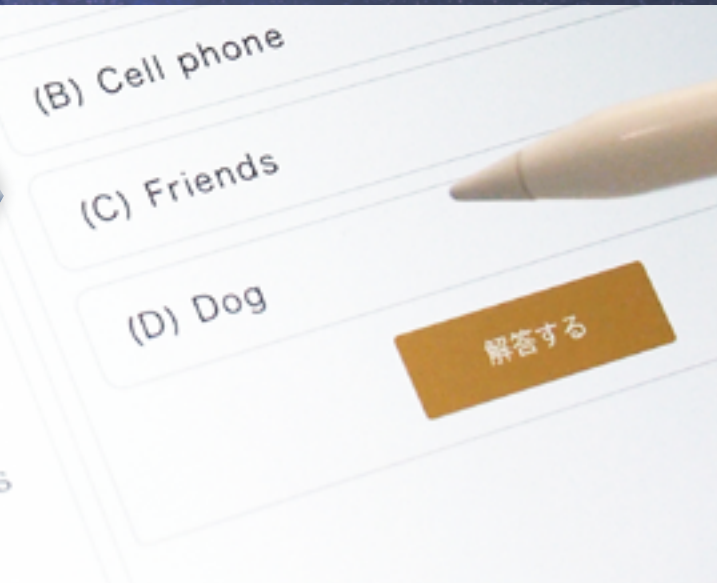 (B) Cell phone
(C) Friends
(D) Dog
解答する